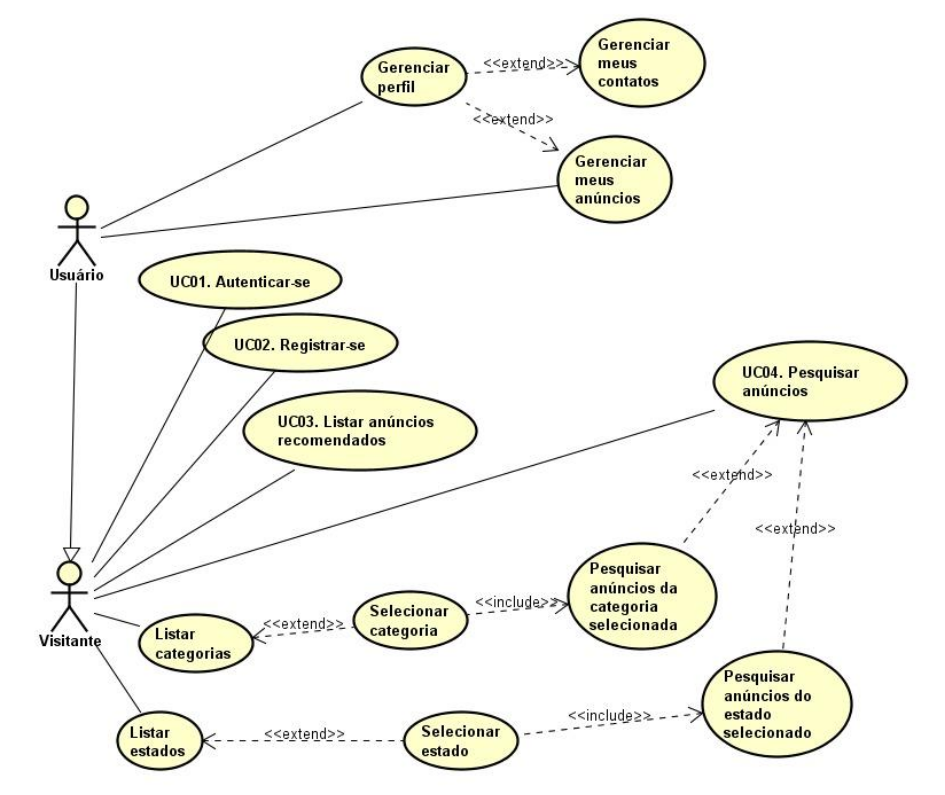 Gerenciar
perfil
<<extend>>
Gerenciar
meus
contatos
<<extend>>
Gerenciar
meus
anúncios
Usuário
UC01. Autenticar-se
UC02. Registrar-se
UC03. Listar anúncios
recomendados
UC04. Pesquisar
anúncios
<<extend>>
<<extend>>
Visitante
Listar
categorias
<<extend>>
Selecionar
categoria
<<include>>
Pesquisar
anúncios da
categoria
selecionada
Listar
estados
<<extend>>
Selecionar
estado
<<include>>
Pesquisar
anúncios do
estado
selecionado